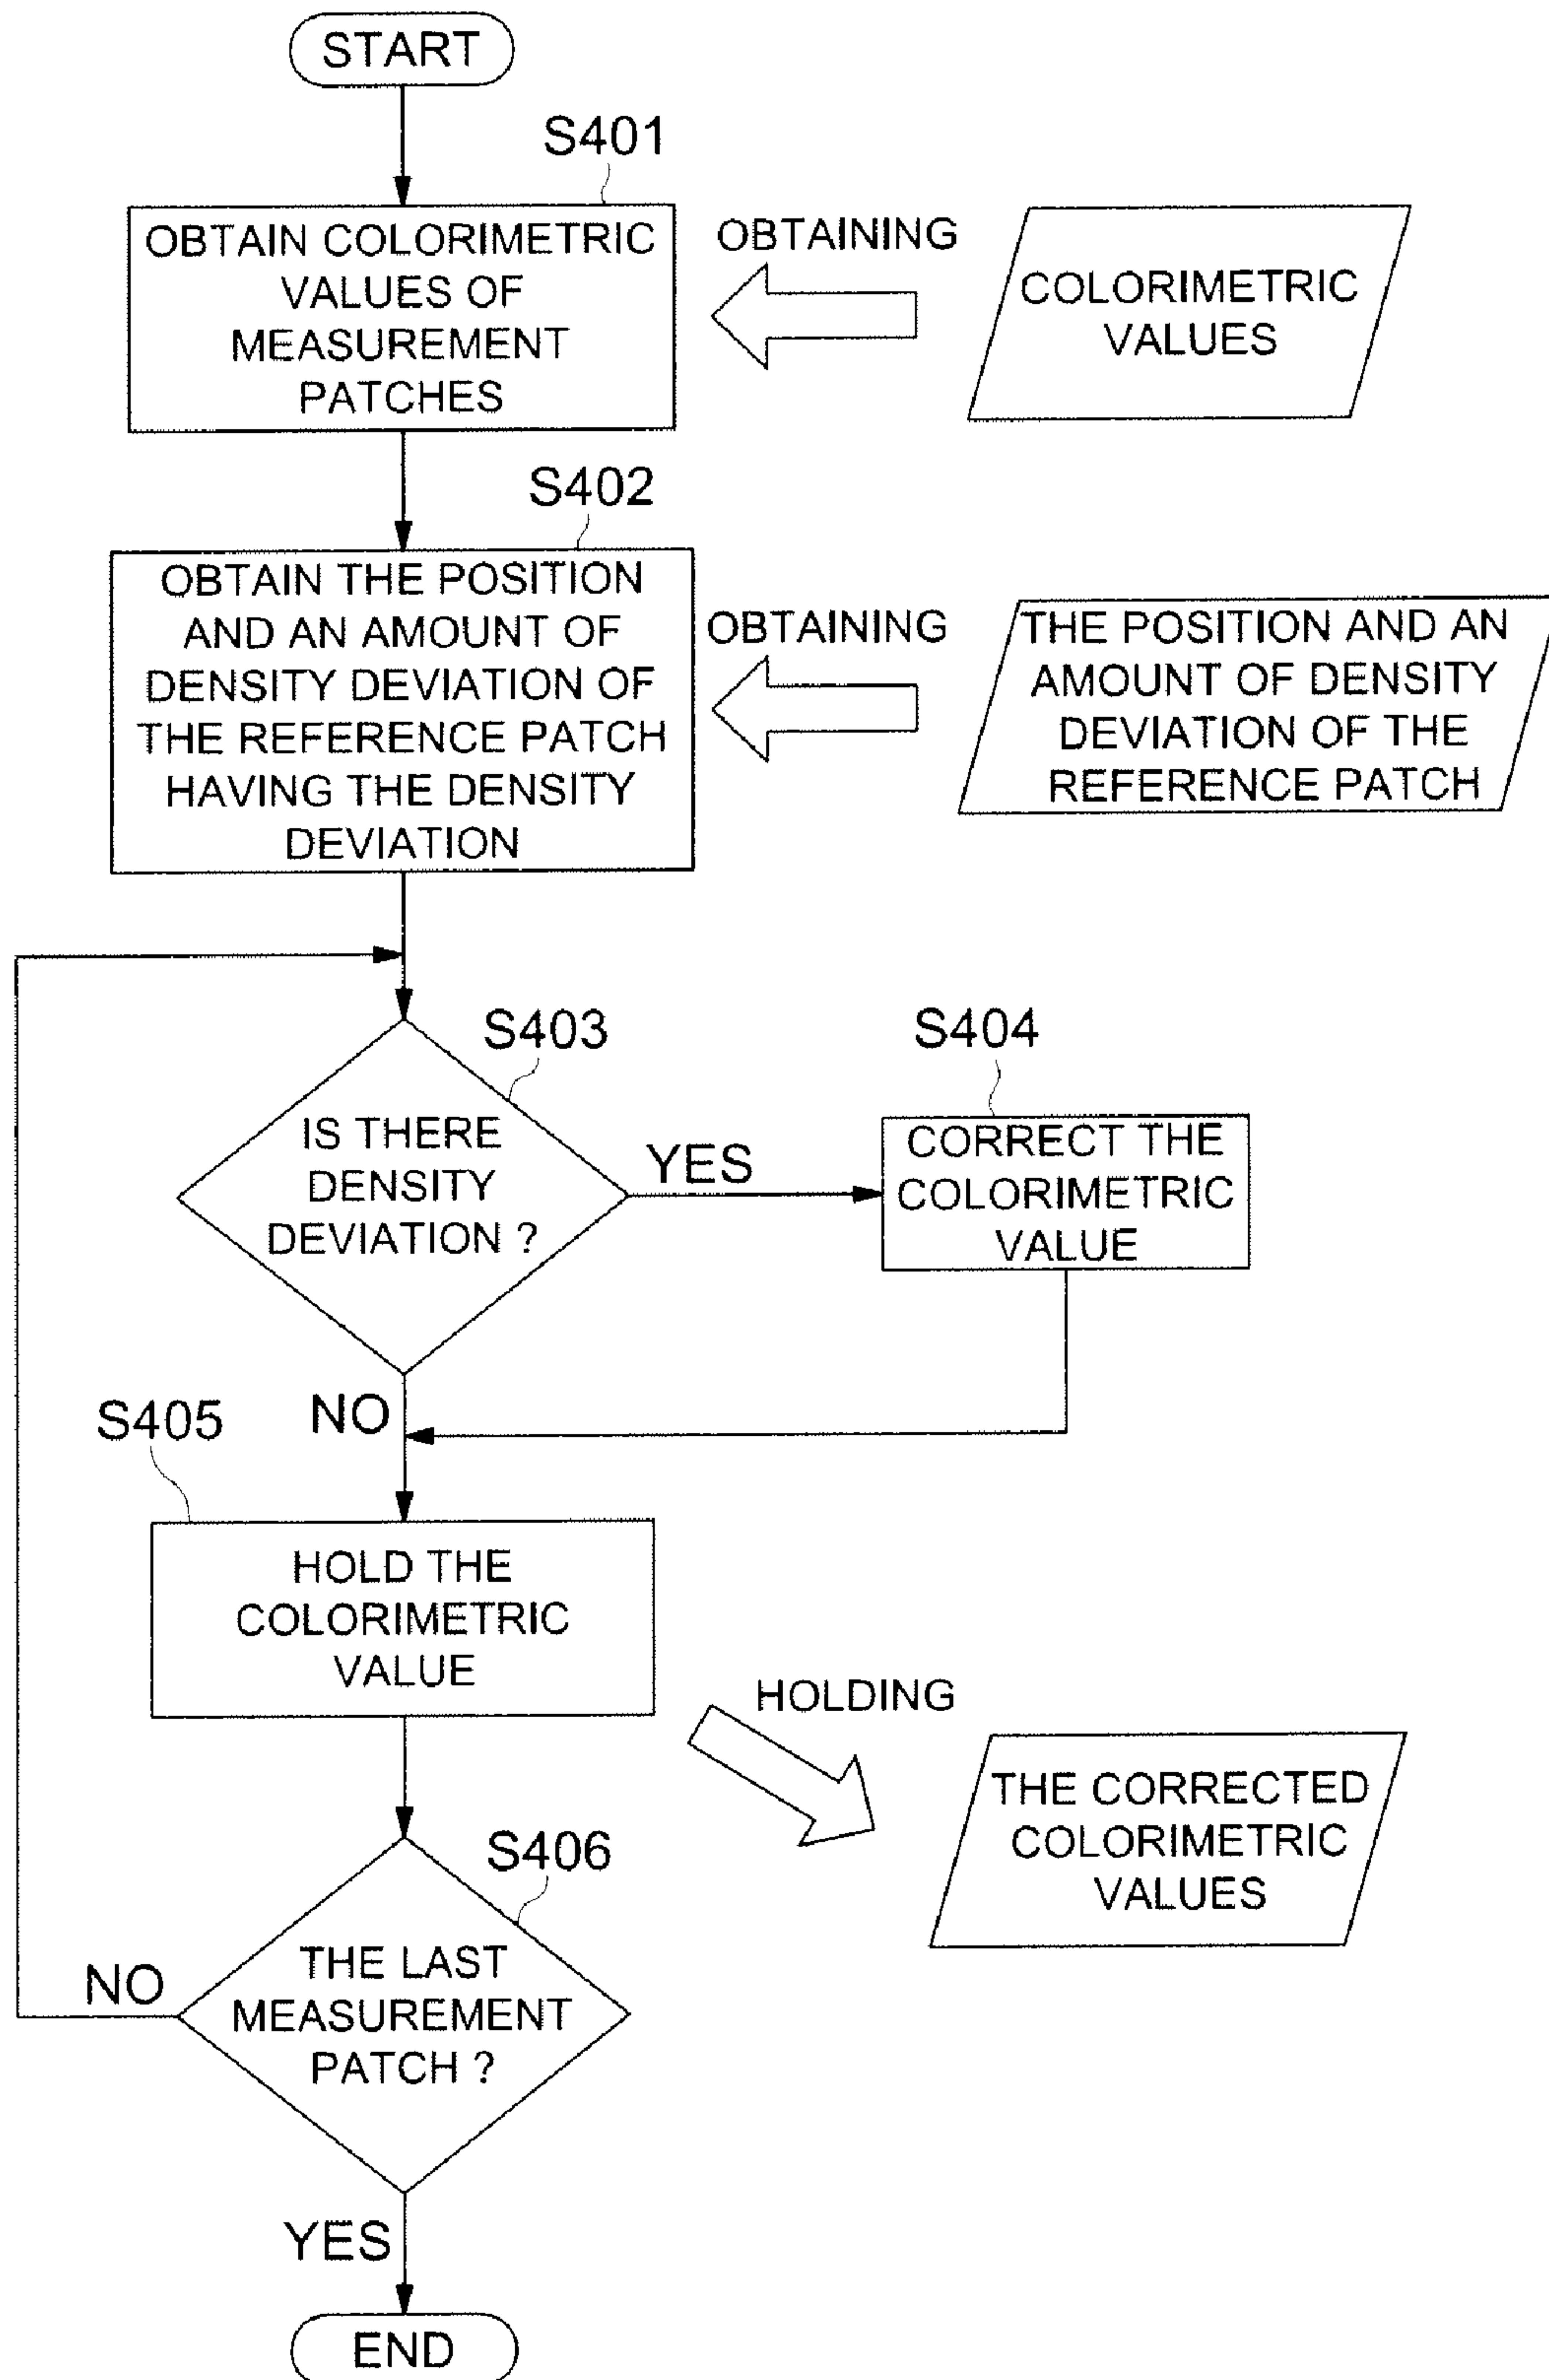 START
S401
OBTAIN COLORIMETRIC
VALUES OF
MEASUREMENT
PATCHES
OBTAINING
COLORIMETRIC
VALUES
S402
OBTAIN THE POSITION
AND AN AMOUNT OF
DENSITY DEVIATION OF
THE REFERENCE PATCH
HAVING THE DENSITY
DEVIATION
OBTAINING
THE POSITION AND AN
AMOUNT OF DENSITY
DEVIATION OF THE
REFERENCE PATCH
S403
IS THERE
DENSITY
DEVIATION ?
YES
S404
CORRECT THE
COLORIMETRIC
VALUE
NO
S405
HOLD THE
COLORIMETRIC
VALUE
HOLDING
THE CORRECTED
COLORIMETRIC
VALUES
S406
THE LAST
MEASUREMENT
PATCH ?
NO
YES
END